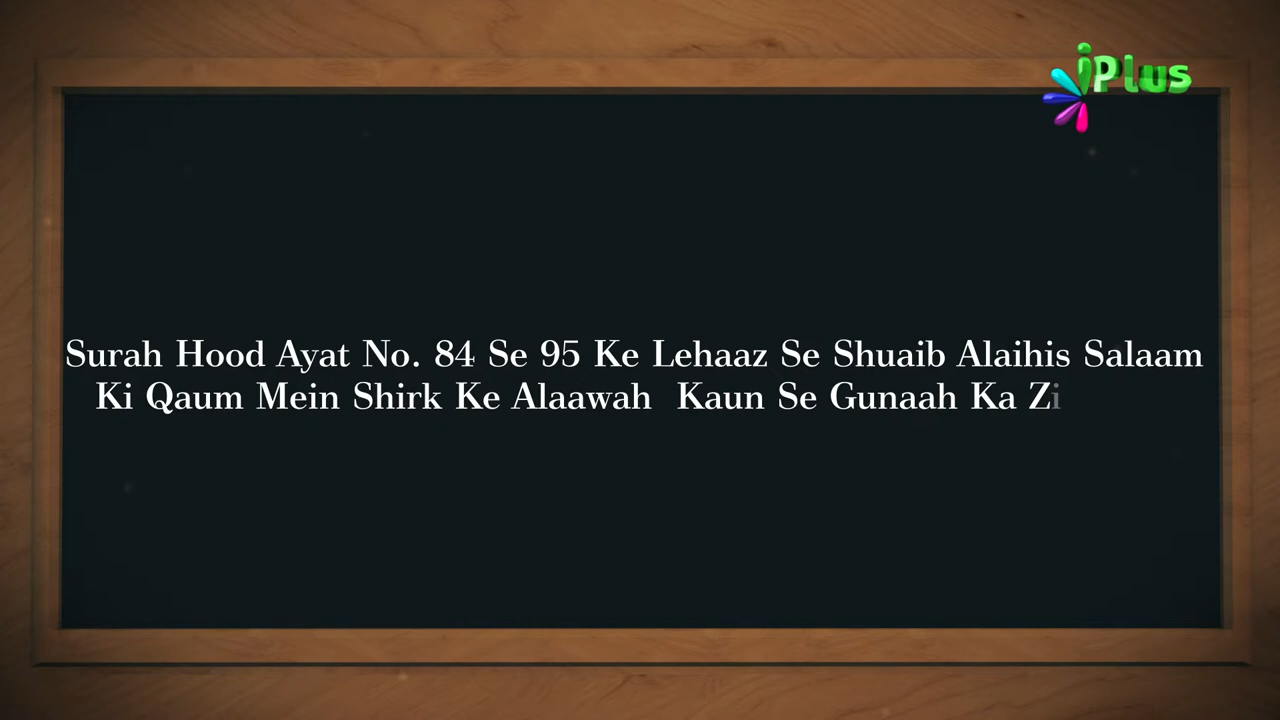 iPlus
Surah Hood Ayat No. 84 Se 95 Ke Lehaaz Se Shuaib Alaihis Salaam
Ki Qaum Mein Shirk Ke Alaawah Kaun Se Gunaah Ka Zi